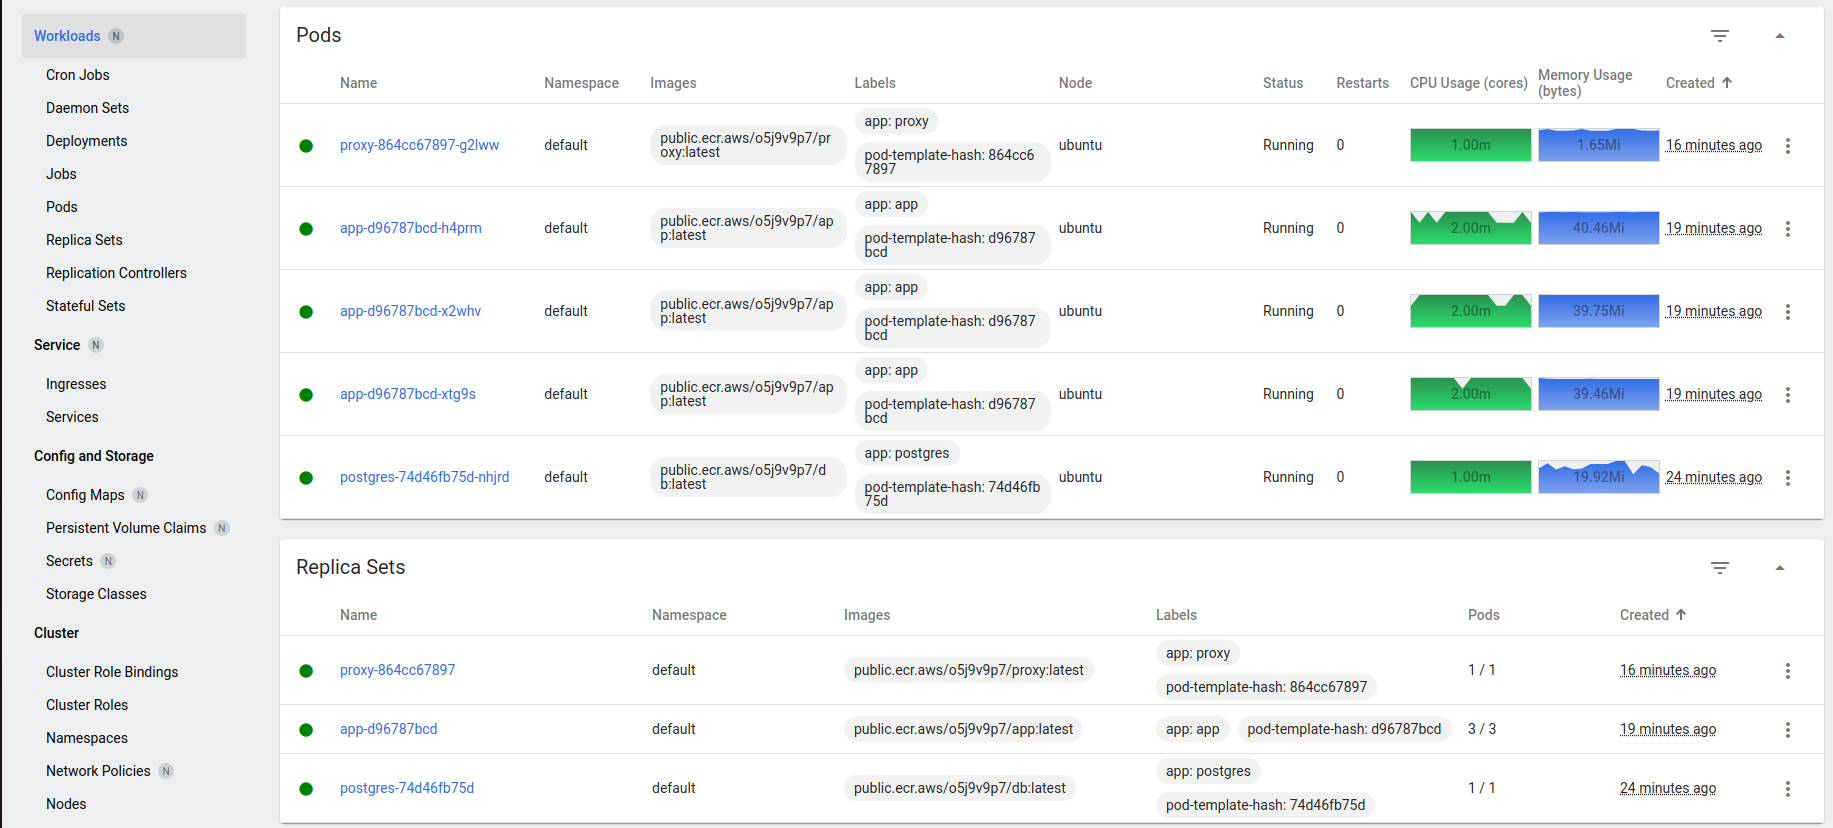 Workloads N
Cron Jobs
Daemon Sets
Deployments
Jobs
Pods
Replica Sets
Replication Controllers
Stateful Sets
Service N
Ingresses
Services
Config and Storage
Config Maps N
Persistent Volume Claims N
Secrets N
Storage Classes
Cluster
Cluster Role Bindings
Cluster Roles
Namespaces
Network Policies N
Nodes
Pods
Name Namespace Images Labels Node Status Restarts CPU Usage (cores) Memory Usage (bytes) Created
proxy-864cc67897-g2lww default public.ecr.aws/o5j9v9p7/proxy:latest app: proxy pod-template-hash: 864cc67897 ubuntu Running 0 1.00m 1.65Mi 16 minutes ago
app-d96787bcd-h4prm default public.ecr.aws/o5j9v9p7/app:latest app: app pod-template-hash: d96787bcd ubuntu Running 0 2.00m 40.46Mi 19 minutes ago
app-d96787bcd-x2whv default public.ecr.aws/o5j9v9p7/app:latest app: app pod-template-hash: d96787bcd ubuntu Running 0 2.00m 39.75Mi 19 minutes ago
app-d96787bcd-xtg9s default public.ecr.aws/o5j9v9p7/app:latest app: app pod-template-hash: d96787bcd ubuntu Running 0 2.00m 39.46Mi 19 minutes ago
postgres-74d46fb75d-nhjrd default public.ecr.aws/o5j9v9p7/db:latest app: postgres pod-template-hash: 74d46fb75d ubuntu Running 0 1.00m 19.92Mi 24 minutes ago
Replica Sets
Name Namespace Images Labels Pods Created
proxy-864cc67897 default public.ecr.aws/o5j9v9p7/proxy:latest app: proxy pod-template-hash: 864cc67897 1 / 1 16 minutes ago
app-d96787bcd default public.ecr.aws/o5j9v9p7/app:latest app: app pod-template-hash: d96787bcd 3 / 3 19 minutes ago
postgres-74d46fb75d default public.ecr.aws/o5j9v9p7/db:latest app: postgres pod-template-hash: 74d46fb75d 1 / 1 24 minutes ago